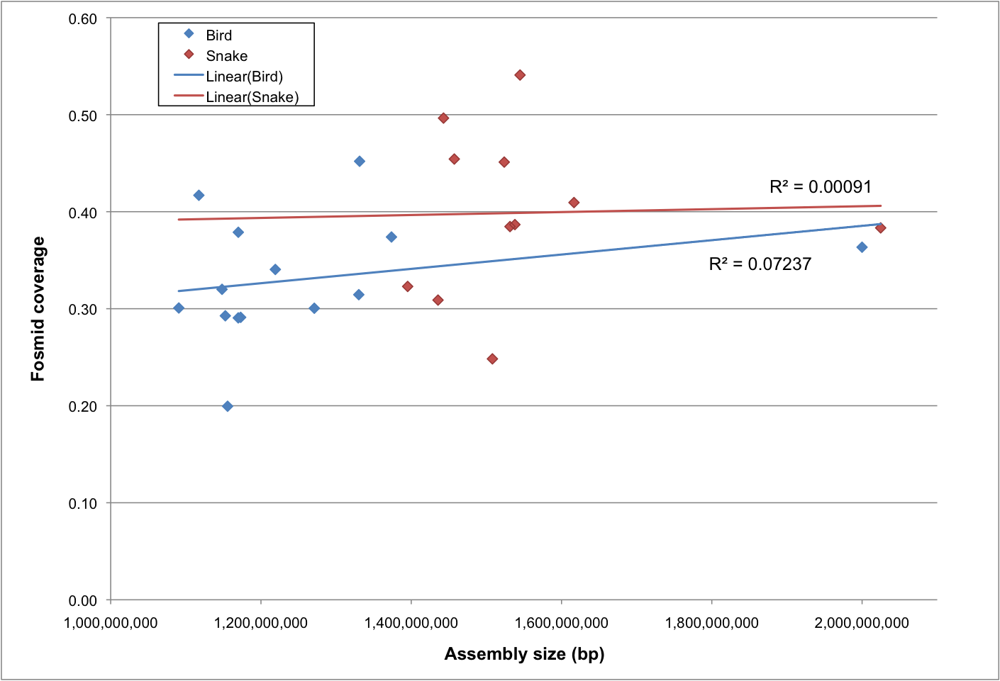 0.60
Bird
Snake
Linear(Bird)
Linear(Snake)
0.50
R² = 0.00091
0.40
R² = 0.07237
0.30
0.20
0.10
0.00
Fosmid coverage
1,000,000,000 1,200,000,000 1,400,000,000 1,600,000,000 1,800,000,000 2,000,000,000
Assembly size (bp)